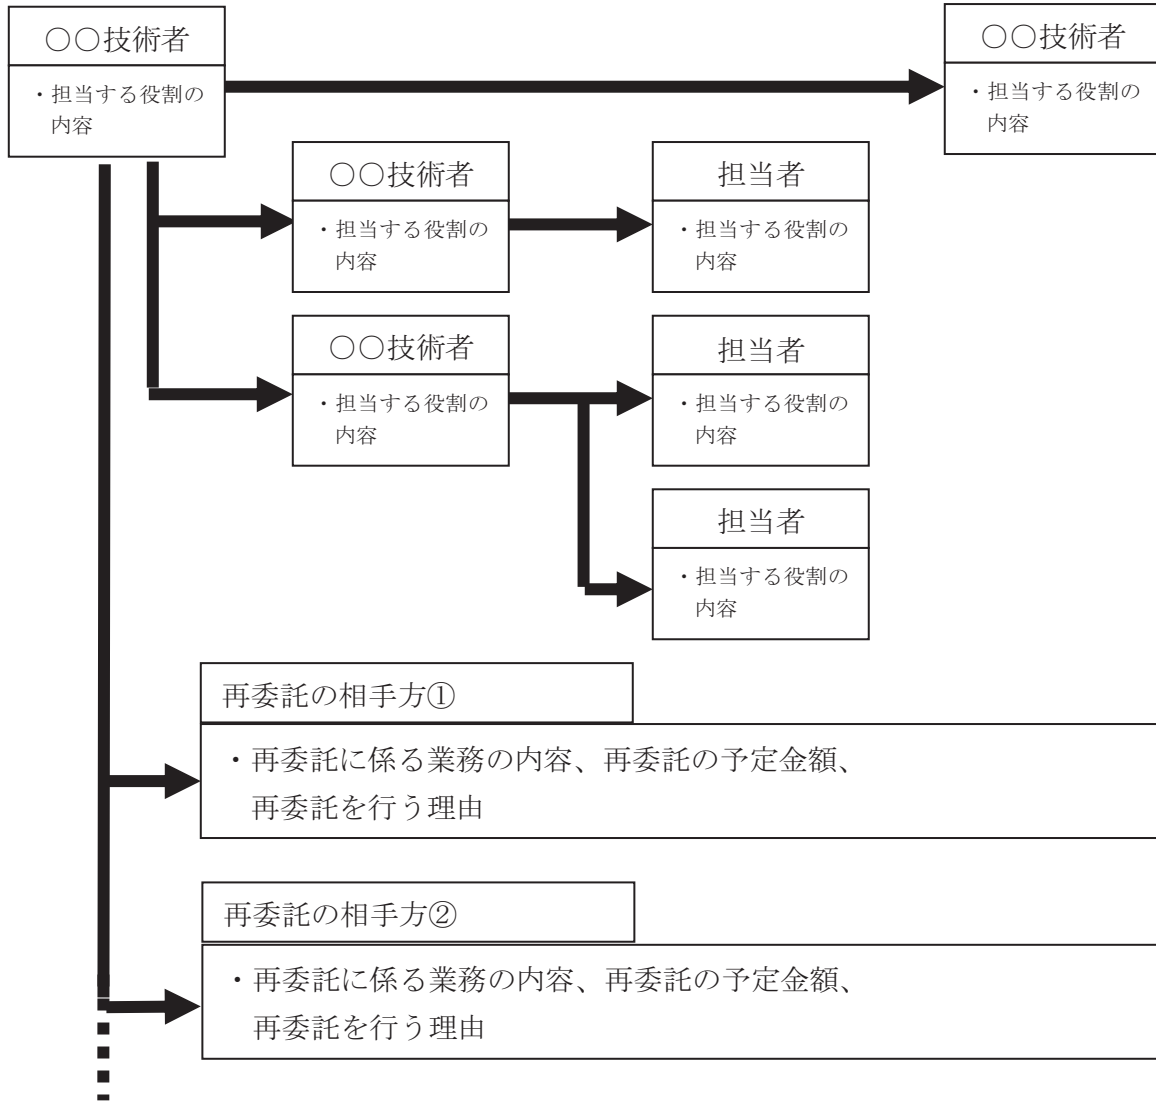 〇〇技術者
・担当する役割の
内容
〇〇技術者
・担当する役割の
内容
〇〇技術者
・担当する役割の
内容
担当者
・担当する役割の
内容
〇〇技術者
・担当する役割の
内容
担当者
・担当する役割の
内容
担当者
・担当する役割の
内容
再委託の相手方①
・再委託に係る業務の内容、再委託の予定金額、
再委託を行う理由
再委託の相手方②
・再委託に係る業務の内容、再委託の予定金額、
再委託を行う理由